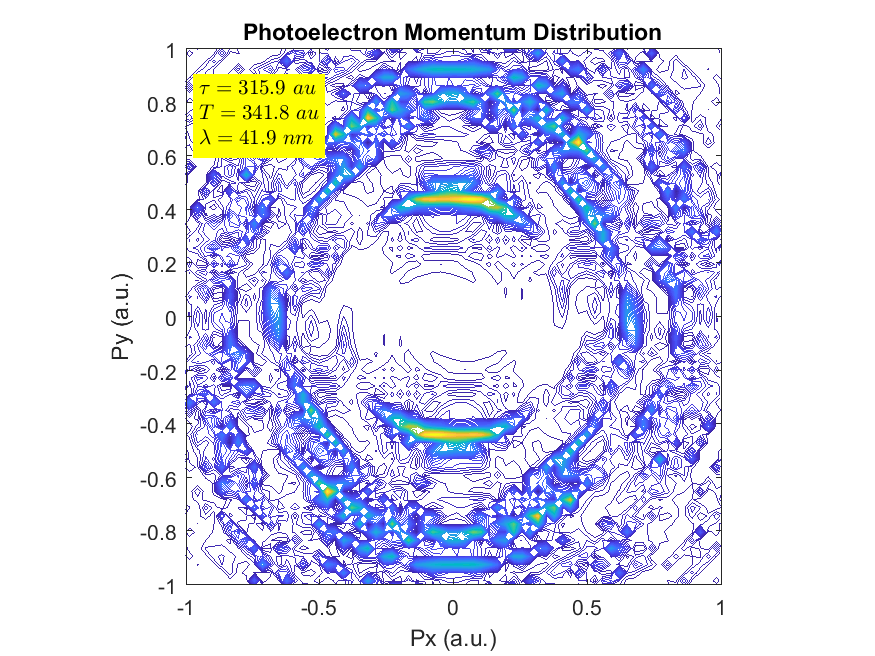 Photoelectron Momentum Distribution
1
0.8
0.6
0.4
0.2
0
-0.2
-0.4
-0.6
-0.8
-1
τ = 315.9 au
T = 341.8 au
λ = 41.9 nm
Py (a.u.)
-1
-0.5
0
0.5
1
Px (a.u.)